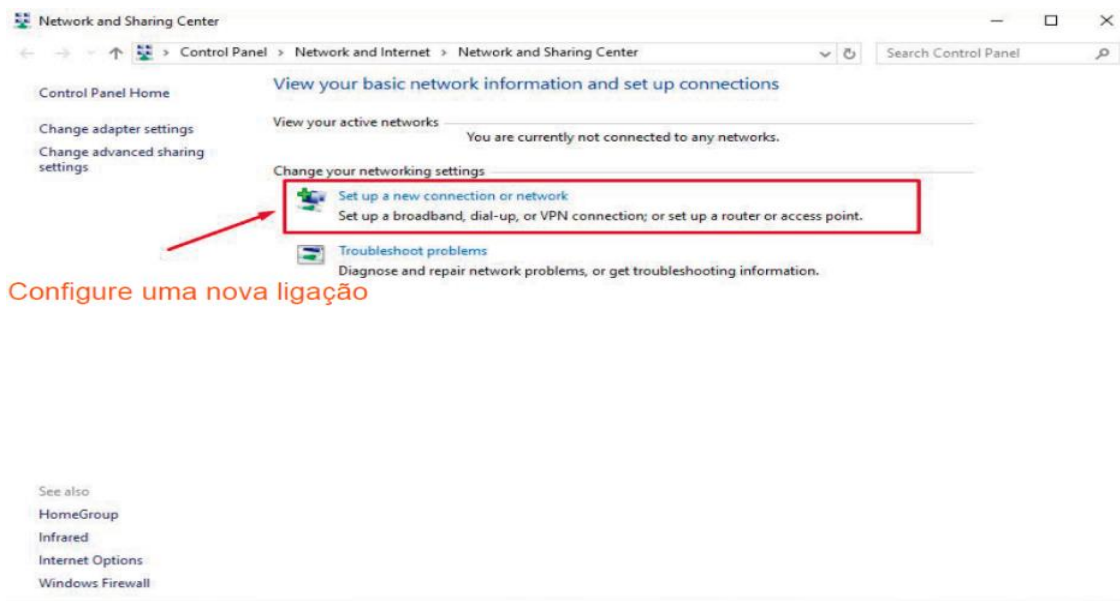 Network and Sharing Center
Control Panel > Network and Internet > Network and Sharing Center
Search Control Panel
Control Panel Home
Change adapter settings
Change advanced sharing
settings
View your basic network information and set up connections
View your active networks
You are currently not connected to any networks.
Change your networking settings
Set up a new connection or network
Set up a broadband, dial-up, or VPN connection; or set up a router or access point.
Troubleshoot problems
Diagnose and repair network problems, or get troubleshooting information.
Configure uma nova ligação
See also
HomeGroup
Infrared
Internet Options
Windows Firewall